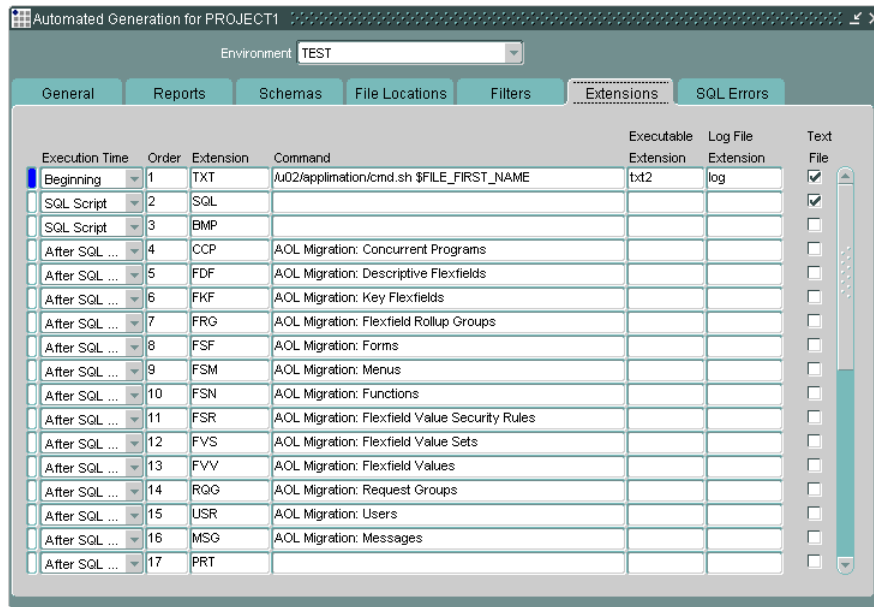 Automated Generation for PROJECT1
Environment TEST
General Reports Schemas File Locations Filters Extensions SQL Errors
Executable Log File Text
Execution Time Order Extension Command Extension Extension File
Beginning 1 TXT /u02/applimation/cmd.sh $FILE_FIRST_NAME txt2 log
SQL Script 2 SQL
SQL Script 3 BMP
After SQL ... 4 CCP AOL Migration: Concurrent Programs
After SQL ... 5 FDF AOL Migration: Descriptive Flexfields
After SQL ... 6 FKF AOL Migration: Key Flexfields
After SQL ... 7 FRG AOL Migration: Flexfield Rollup Groups
After SQL ... 8 FSF AOL Migration: Forms
After SQL ... 9 FSM AOL Migration: Menus
After SQL ... 10 FSN AOL Migration: Functions
After SQL ... 11 FSR AOL Migration: Flexfield Value Security Rules
After SQL ... 12 FVS AOL Migration: Flexfield Value Sets
After SQL ... 13 FVV AOL Migration: Flexfield Values
After SQL ... 14 RQG AOL Migration: Request Groups
After SQL ... 15 USR AOL Migration: Users
After SQL ... 16 MSG AOL Migration: Messages
After SQL ... 17 PRT